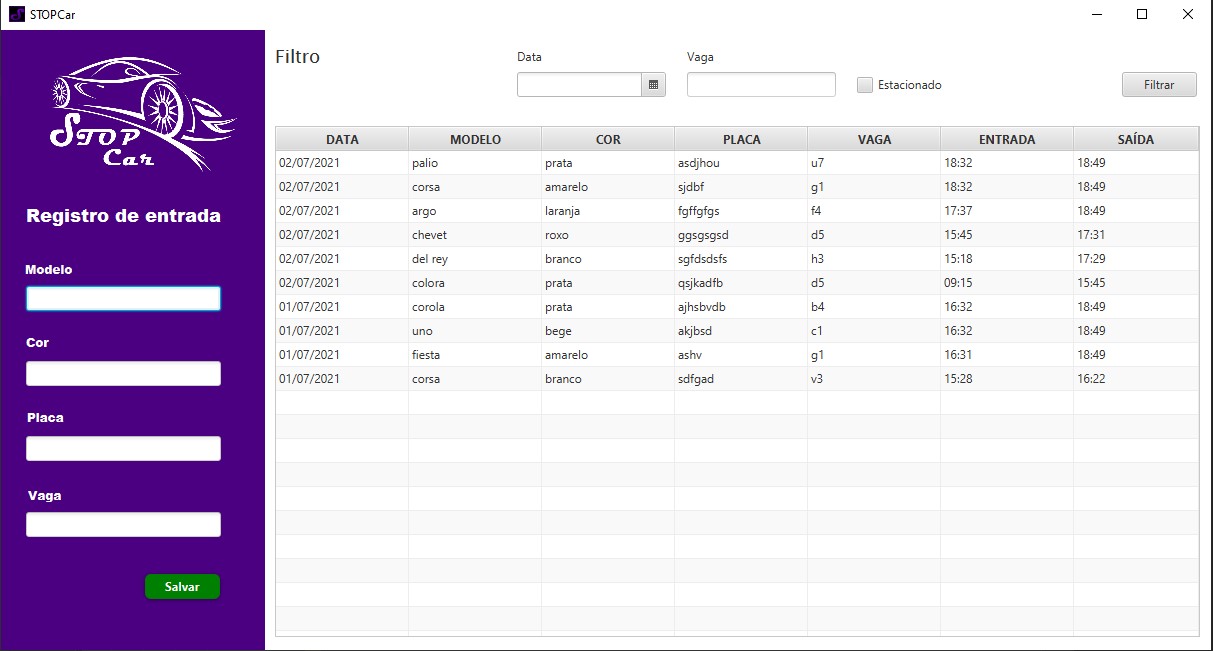 STOPCar
STOP
Car
Registro de entrada
Modelo
Cor
Placa
Vaga
Salvar
Filtro
Data
Vaga
Estacionado
Filtrar
DATA MODELO COR PLACA VAGA ENTRADA SAÍDA
02/07/2021 palio prata asdjhou u7 18:32 18:49
02/07/2021 corsa amarelo sjdbf g1 18:32 18:49
02/07/2021 argo laranja fgffgfgs f4 17:37 18:49
02/07/2021 chevet roxo ggsgsgsd d5 15:45 17:31
02/07/2021 del rey branco sgfdsdsfs h3 15:18 17:29
02/07/2021 colora prata qsjkadfb d5 09:15 15:45
01/07/2021 corola prata ajhsbvdb b4 16:32 18:49
01/07/2021 uno bege akjbsd c1 16:32 18:49
01/07/2021 fiesta amarelo ashv g1 16:31 18:49
01/07/2021 corsa branco sdfgad v3 15:28 16:22